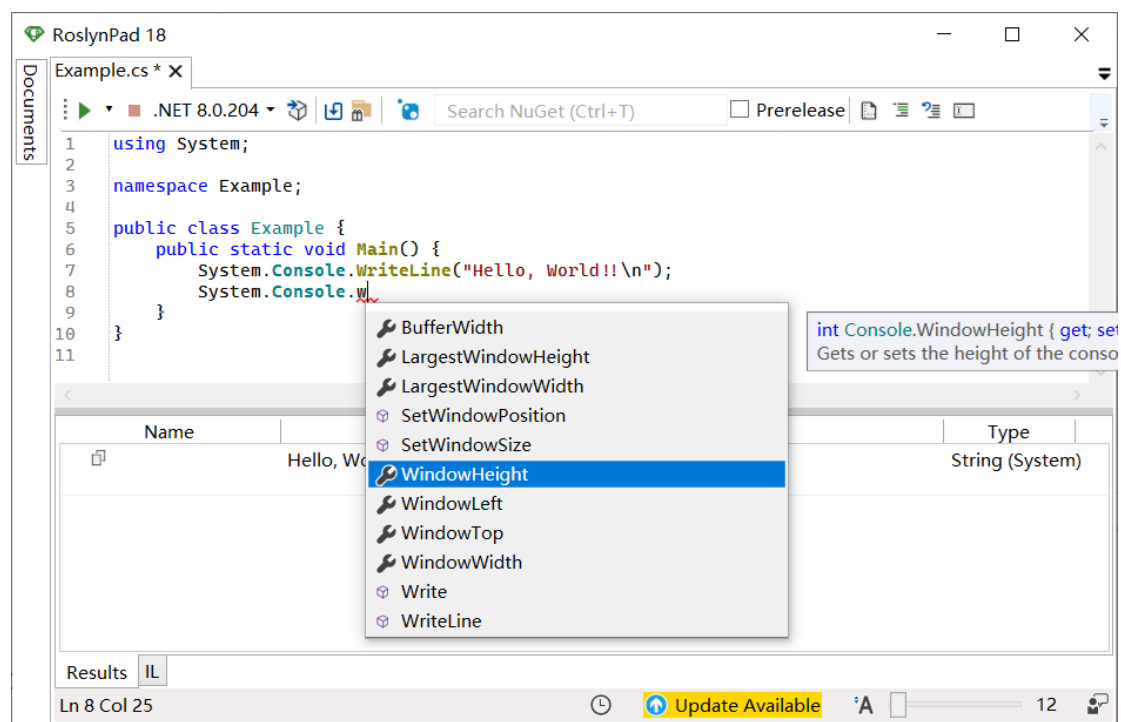 RoslynPad 18
Documents
Example.cs *
.NET 8.0.204
Search NuGet (Ctrl+T)
Prerelease
1 using System;
2
3 namespace Example;
4
5 public class Example {
6 public static void Main() {
7 System.Console.WriteLine("Hello, World!!\n");
8 System.Console.w
9 }
10 }
11
BufferWidth
LargestWindowHeight
LargestWindowWidth
SetWindowPosition
SetWindowSize
WindowHeight
WindowLeft
WindowTop
WindowWidth
Write
WriteLine
int Console.WindowHeight { get; set
Gets or sets the height of the conso
Name Type
Hello, Wo String (System)
Results IL
Ln 8 Col 25 Update Available A 12